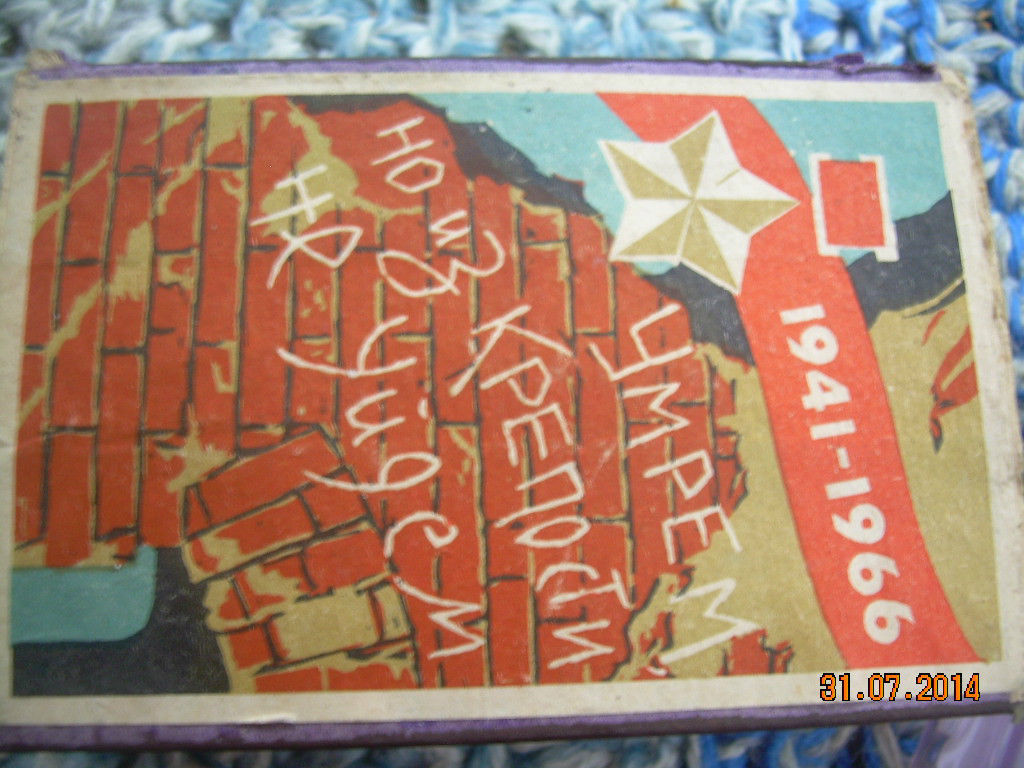 1941-1966
УМРЕМ
но из КРЕПОСТИ
не уйдем
31.07.2014